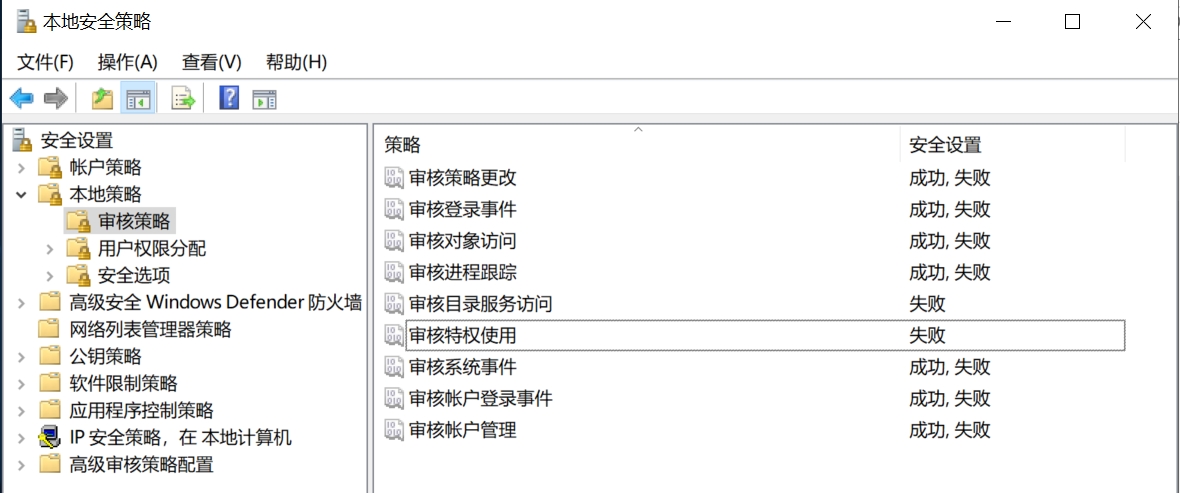 本地安全策略
文件(F) 操作(A) 查看(V) 帮助(H)
?
安全设置
帐户策略
本地策略
审核策略
用户权限分配
安全选项
高级安全 Windows Defender 防火墙
网络列表管理器策略
公钥策略
软件限制策略
应用程序控制策略
IP 安全策略，在 本地计算机
高级审核策略配置
策略 安全设置
审核策略更改 成功, 失败
审核登录事件 成功, 失败
审核对象访问 成功, 失败
审核进程跟踪 成功, 失败
审核目录服务访问 失败
审核特权使用 失败
审核系统事件 成功, 失败
审核帐户登录事件 成功, 失败
审核帐户管理 成功, 失败